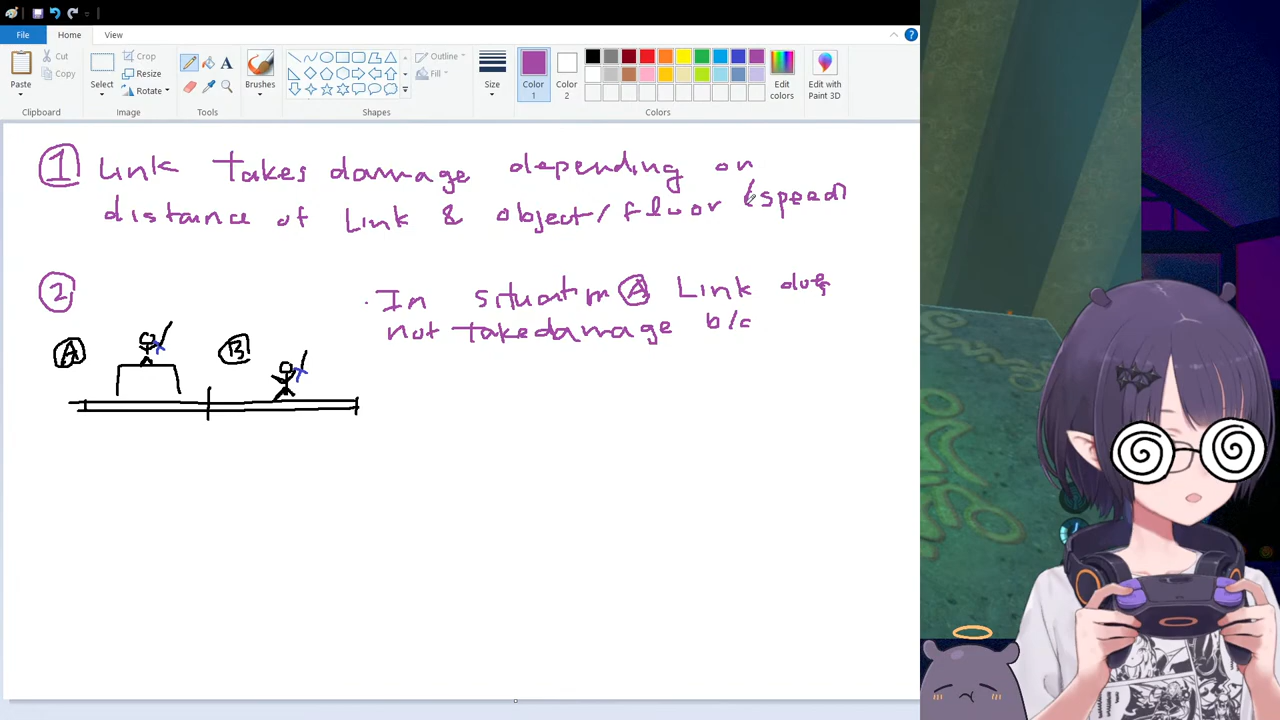 File Home View
Paste
Cut
Copy
Clipboard
Select
Crop
Resize
Rotate
Image
Tools
Brushes
Shapes
Outline
Fill
Size
Color 1
Color 2
Edit colors
Edit with Paint 3D
Colors
1 Link takes damage depending on
distance of Link & object/fluor (speed)
2
In situation A Link does
not take damage b/c
A B